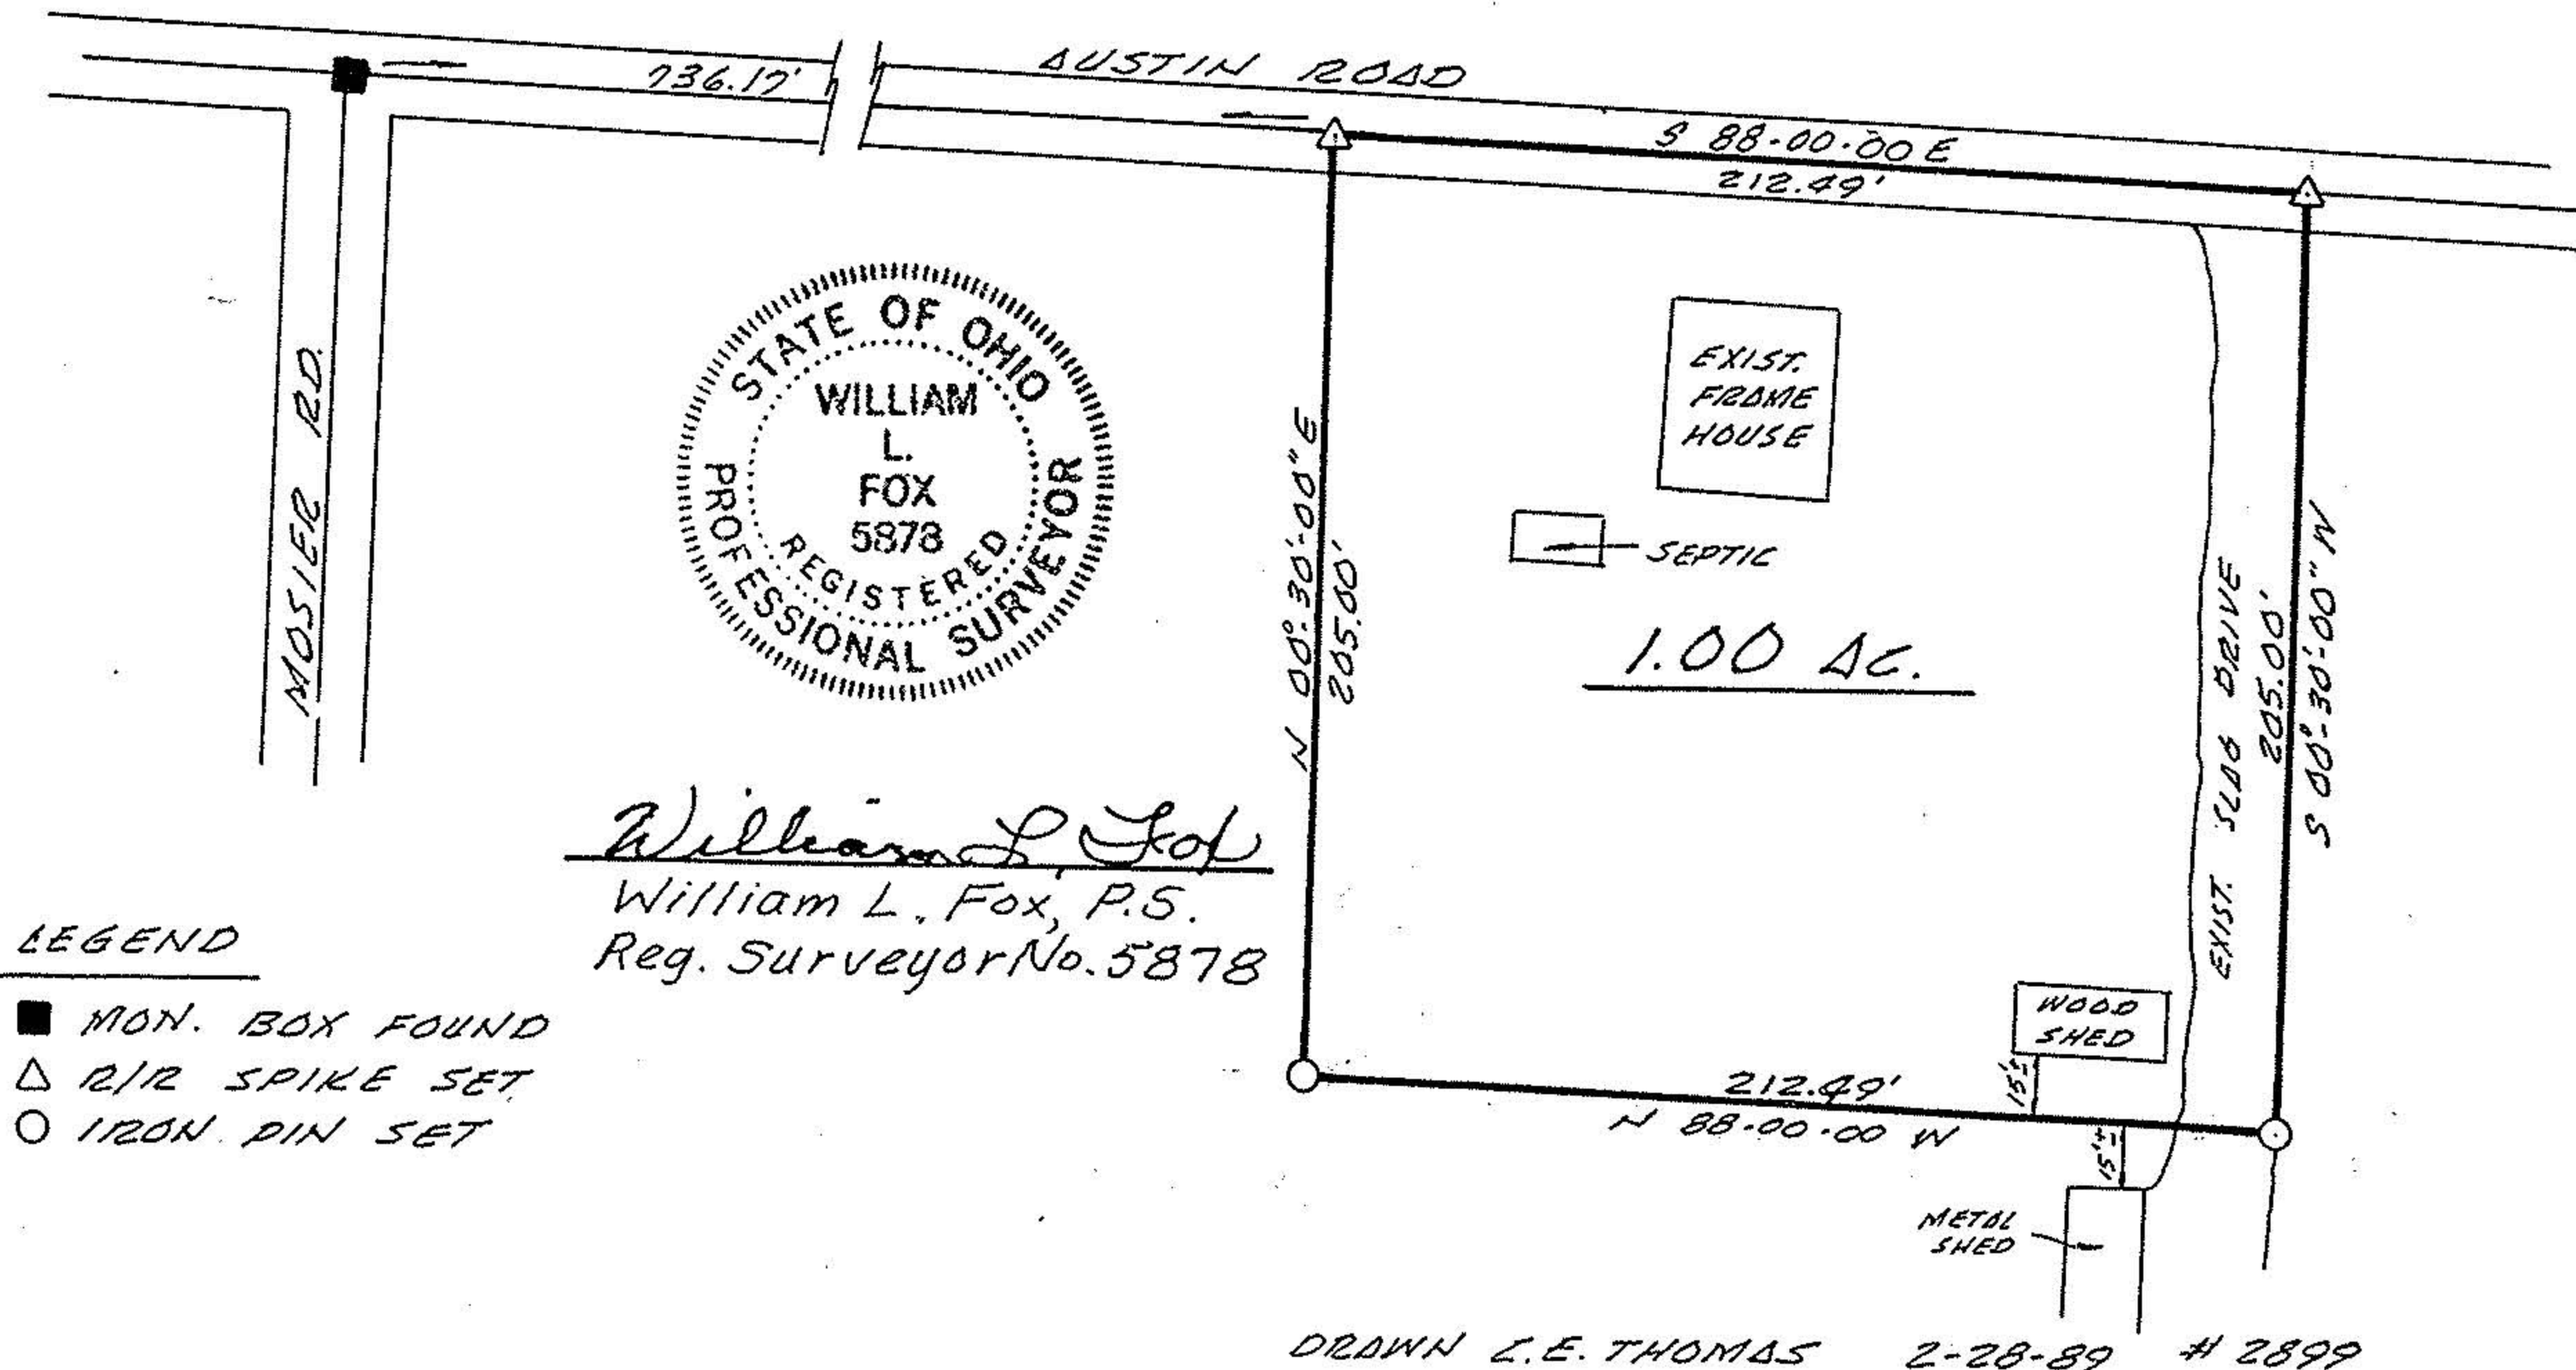 AUSTIN ROAD
736.17'
S 88-00-00 E
212.49'
MOSIER RD.
STATE OF OHIO
WILLIAM
L.
FOX
5878
REGISTERED
PROFESSIONAL SURVEYOR
EXIST.
FRAME
HOUSE
SEPTIC
N 00°-30'-00" E
205.00'
1.00 AC.
EXIST. SLAG DRIVE
205.00'
S 00°-30'-00" W
William L Fox
William L. Fox, P.S.
Reg. Surveyor No. 5878
LEGEND
MON. BOX FOUND
R/R SPIKE SET
IRON PIN SET
WOOD
SHED
15'±
212.49'
N 88-00-00 W
15'±
METAL
SHED
DRAWN C.E. THOMAS 2-28-89 # 2899